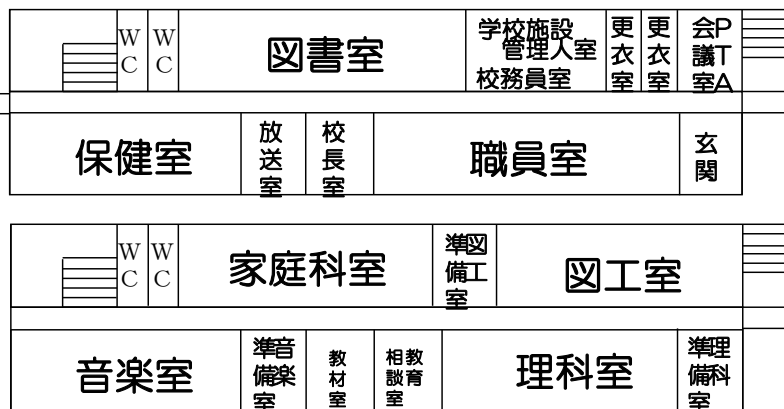 WC
WC
図書室
学校施設
管理人室
校務員室
更衣室
更衣室
PTA
会議室
保健室
放送室
校長室
職員室
玄関
WC
WC
家庭科室
図工
準備室
図工室
音楽室
音楽
準備室
教材室
教育
相談室
理科室
理科
準備室